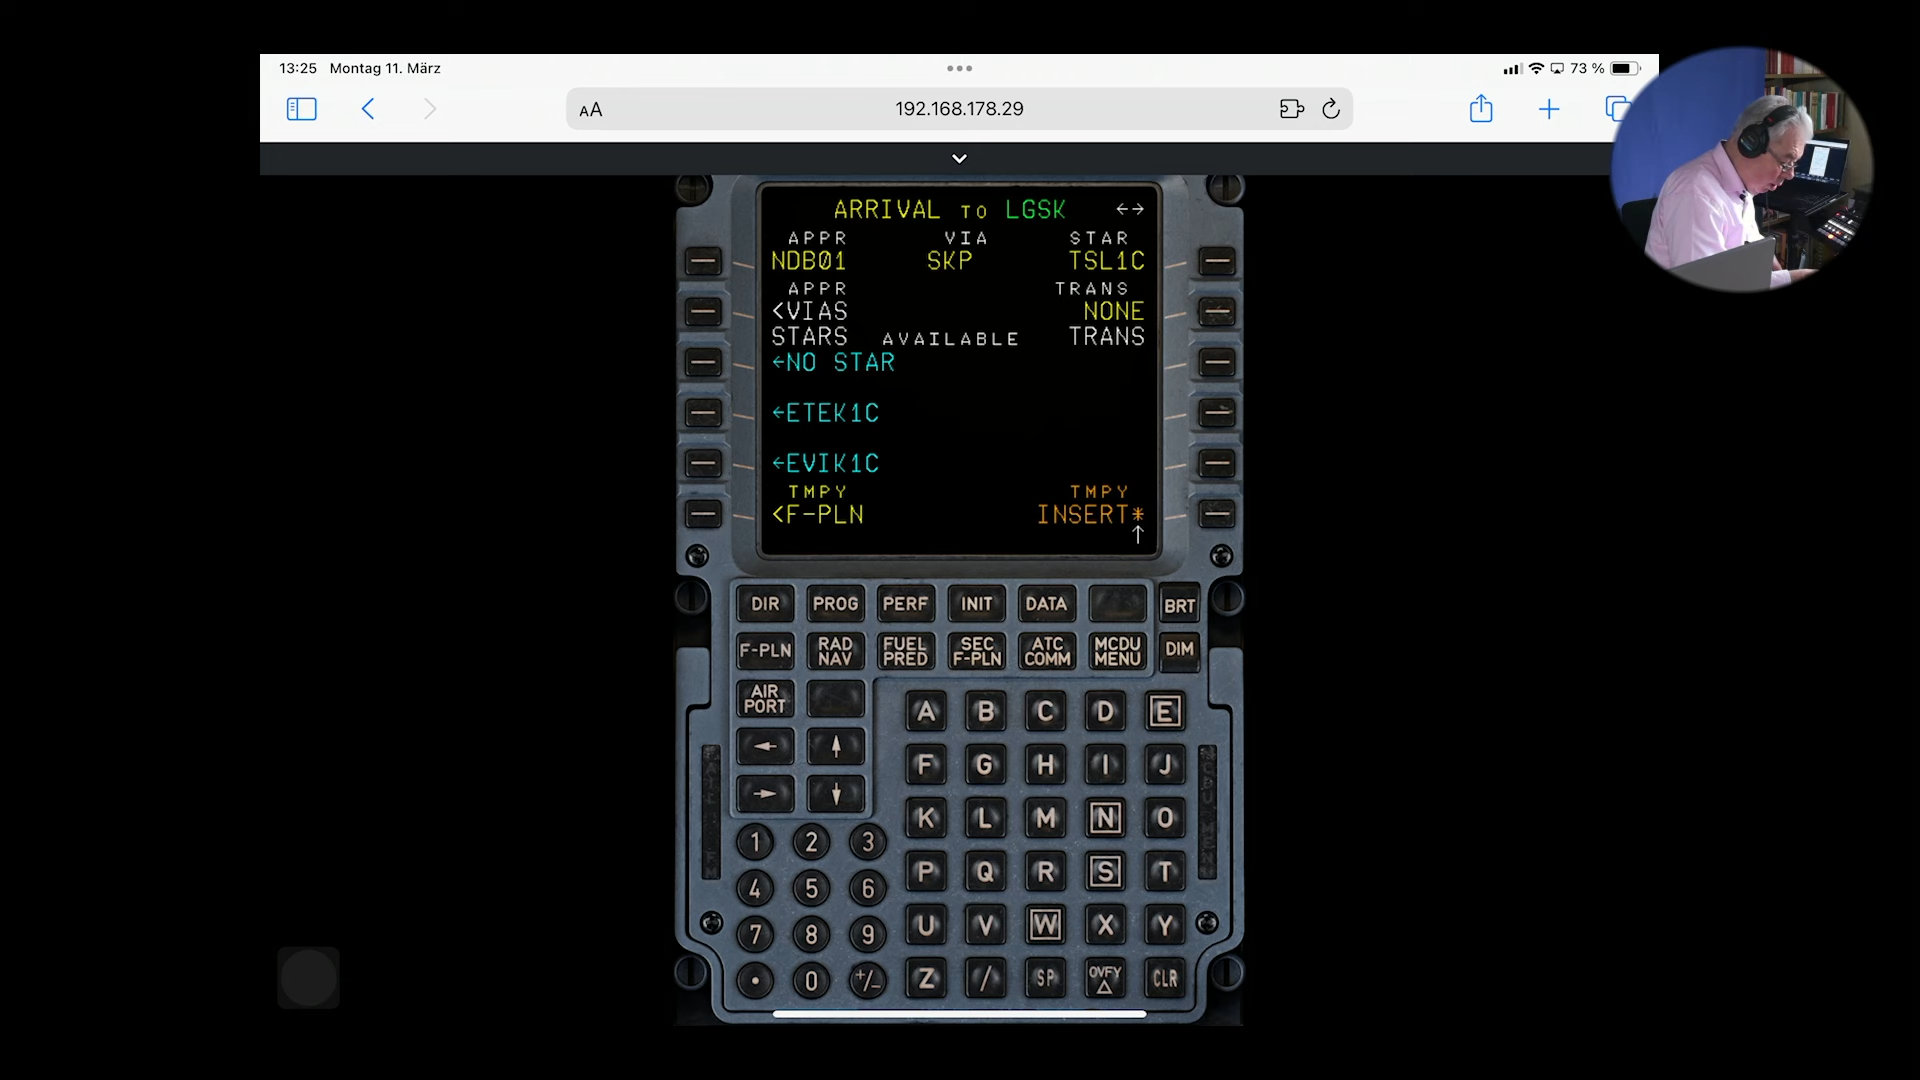 13:25 Montag 11. März
73 %
AA 192.168.178.29
ARRIVAL TO LGSK ←→
APPR VIA STAR
NDB01 SKP TSL1C
APPR TRANS
<VIAS NONE
STARS AVAILABLE TRANS
←NO STAR
←ETEK1C
←EVIK1C
TMPY TMPY
<F-PLN INSERT*
↑
DIR PROG PERF INIT DATA BRT
F-PLN RAD NAV FUEL PRED SEC F-PLN ATC COMM MCDU MENU DIM
AIR PORT
A B C D E
← ↑
F G H I J
→ ↓
K L M N O
1 2 3
P Q R S T
4 5 6
U V W X Y
7 8 9
Z / SP OVFY △ CLR
. 0 +/-